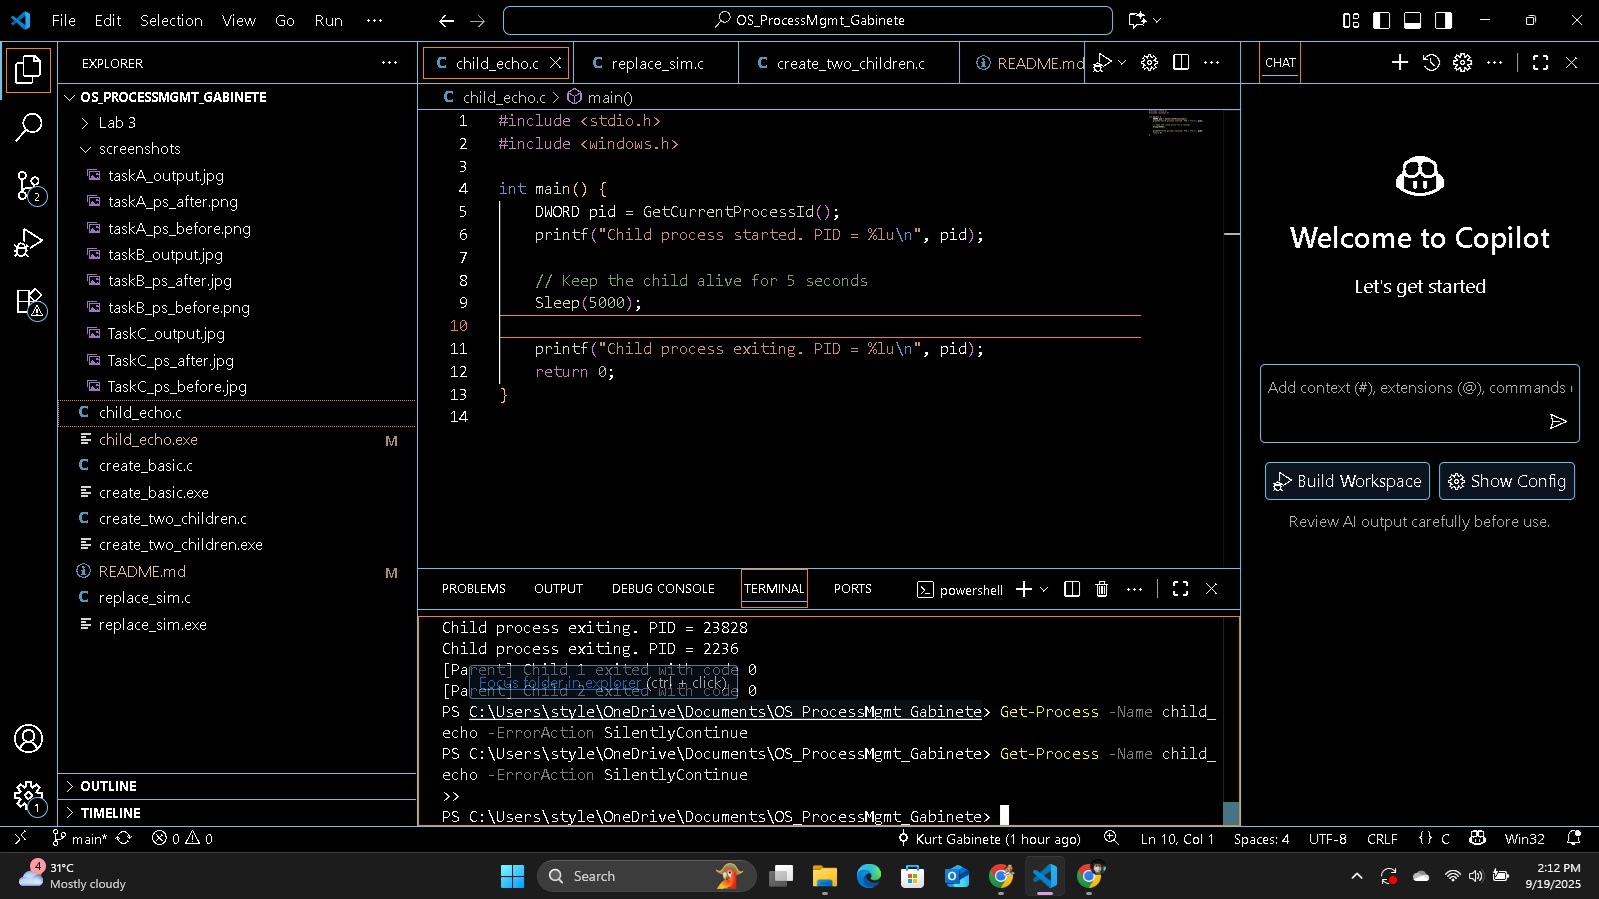 File Edit Selection View Go Run ···
OS_ProcessMgmt_Gabinete
EXPLORER
OS_PROCESSMGMT_GABINETE
Lab 3
screenshots
taskA_output.jpg
taskA_ps_after.png
taskA_ps_before.png
taskB_output.jpg
taskB_ps_after.jpg
taskB_ps_before.png
TaskC_output.jpg
TaskC_ps_after.jpg
TaskC_ps_before.jpg
C child_echo.c
child_echo.exe M
C create_basic.c
create_basic.exe
C create_two_children.c
create_two_children.exe
README.md M
C replace_sim.c
replace_sim.exe
OUTLINE
TIMELINE
2
1
C child_echo.c
C replace_sim.c
C create_two_children.c
README.md
C child_echo.c > main()
1 #include <stdio.h>
2 #include <windows.h>
3
4 int main() {
5 DWORD pid = GetCurrentProcessId();
6 printf("Child process started. PID = %lu\n", pid);
7
8 // Keep the child alive for 5 seconds
9 Sleep(5000);
10
11 printf("Child process exiting. PID = %lu\n", pid);
12 return 0;
13 }
14
PROBLEMS OUTPUT DEBUG CONSOLE TERMINAL PORTS powershell
Child process exiting. PID = 23828
Child process exiting. PID = 2236
[Parent] Child 1 exited with code 0
[Parent] Child 2 exited with code 0
Focus folder in explorer (ctrl + click)
PS C:\Users\style\OneDrive\Documents\OS_ProcessMgmt_Gabinete> Get-Process -Name child_
echo -ErrorAction SilentlyContinue
PS C:\Users\style\OneDrive\Documents\OS_ProcessMgmt_Gabinete> Get-Process -Name child_
echo -ErrorAction SilentlyContinue
>>
PS C:\Users\style\OneDrive\Documents\OS_ProcessMgmt_Gabinete>
CHAT
Welcome to Copilot
Let's get started
Add context (#), extensions (@), commands
Build Workspace
Show Config
Review AI output carefully before use.
main* 0 0
Kurt Gabinete (1 hour ago) Ln 10, Col 1 Spaces: 4 UTF-8 CRLF {} C Win32
4
31°C
Mostly cloudy
Search
2:12 PM
9/19/2025